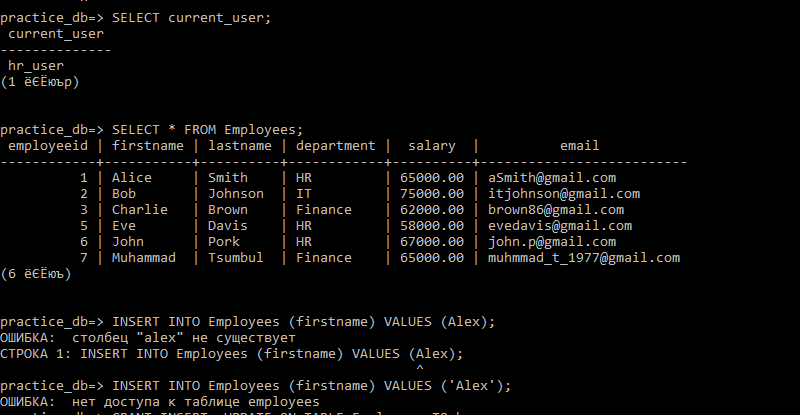 practice_db=> SELECT current_user;
 current_user
--------------
 hr_user
(1 ёЄЁюър)
practice_db=> SELECT * FROM Employees;
 employeeid | firstname | lastname | department |  salary  |          email
------------+-----------+----------+------------+----------+--------------------------
          1 | Alice     | Smith    | HR         | 65000.00 | aSmith@gmail.com
          2 | Bob       | Johnson  | IT         | 75000.00 | itjohnson@gmail.com
          3 | Charlie   | Brown    | Finance    | 62000.00 | brown86@gmail.com
          5 | Eve       | Davis    | HR         | 58000.00 | evedavis@gmail.com
          6 | John      | Pork     | HR         | 67000.00 | john.p@gmail.com
          7 | Muhammad  | Tsumbul  | Finance    | 65000.00 | muhmmad_t_1977@gmail.com
(6 ёЄЁюъ)
practice_db=> INSERT INTO Employees (firstname) VALUES (Alex);
ОШИБКА:  столбец "alex" не существует
СТРОКА 1: INSERT INTO Employees (firstname) VALUES (Alex);
                                                    ^
practice_db=> INSERT INTO Employees (firstname) VALUES ('Alex');
ОШИБКА:  нет доступа к таблице employees